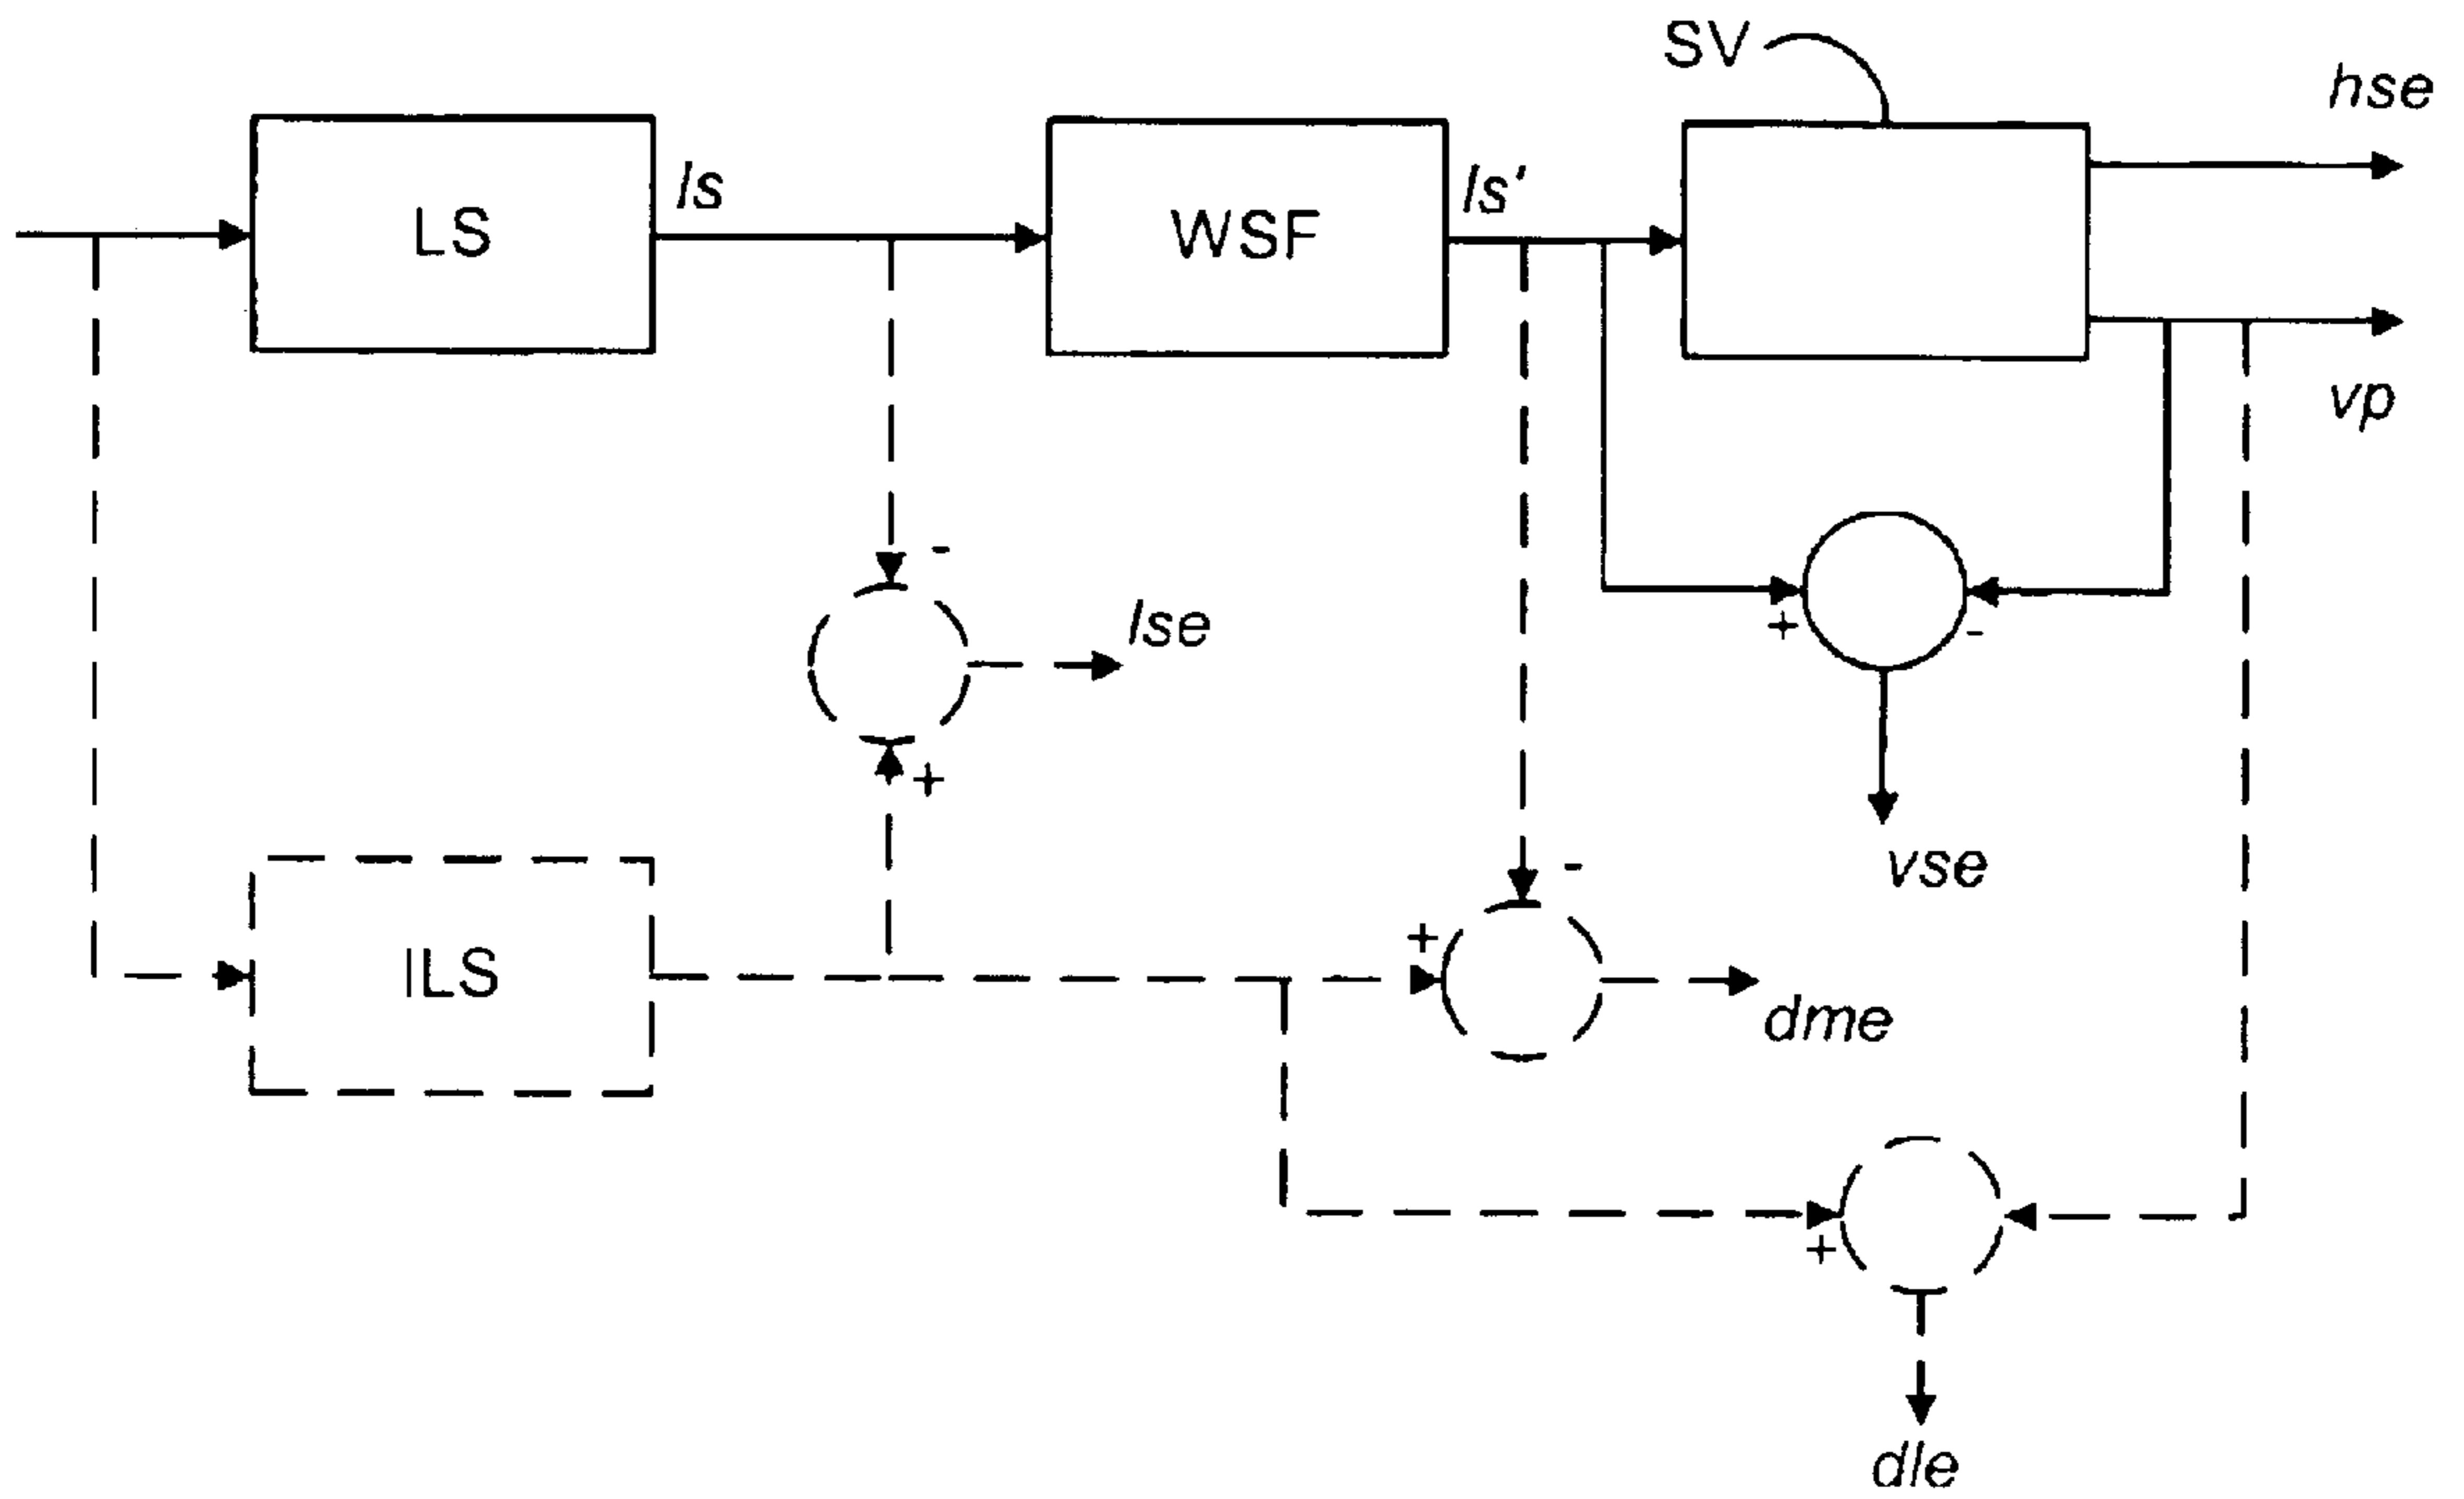 SV
hse
LS
ls
WSF
ls'
vp
-
lse
+
-
+
vse
ILS
-
+
dme
+
dle